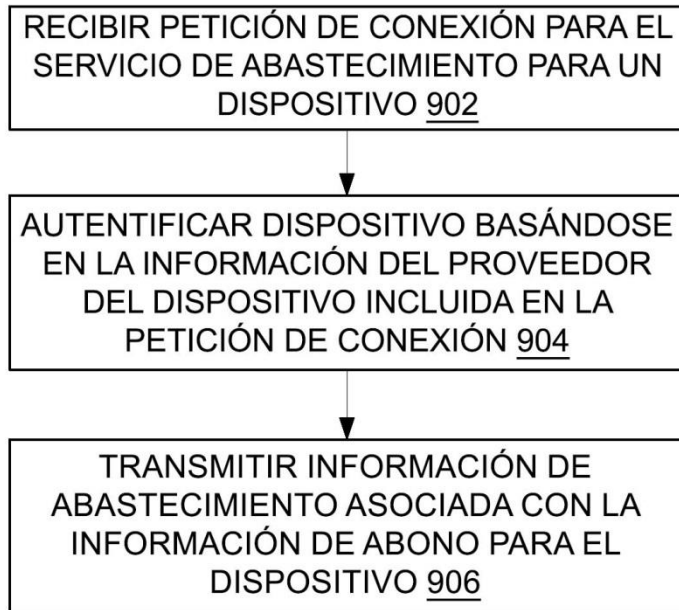 RECIBIR PETICIÓN DE CONEXIÓN PARA EL
SERVICIO DE ABASTECIMIENTO PARA UN
DISPOSITIVO 902
AUTENTIFICAR DISPOSITIVO BASÁNDOSE
EN LA INFORMACIÓN DEL PROVEEDOR
DEL DISPOSITIVO INCLUIDA EN LA
PETICIÓN DE CONEXIÓN 904
TRANSMITIR INFORMACIÓN DE
ABASTECIMIENTO ASOCIADA CON LA
INFORMACIÓN DE ABONO PARA EL
DISPOSITIVO 906